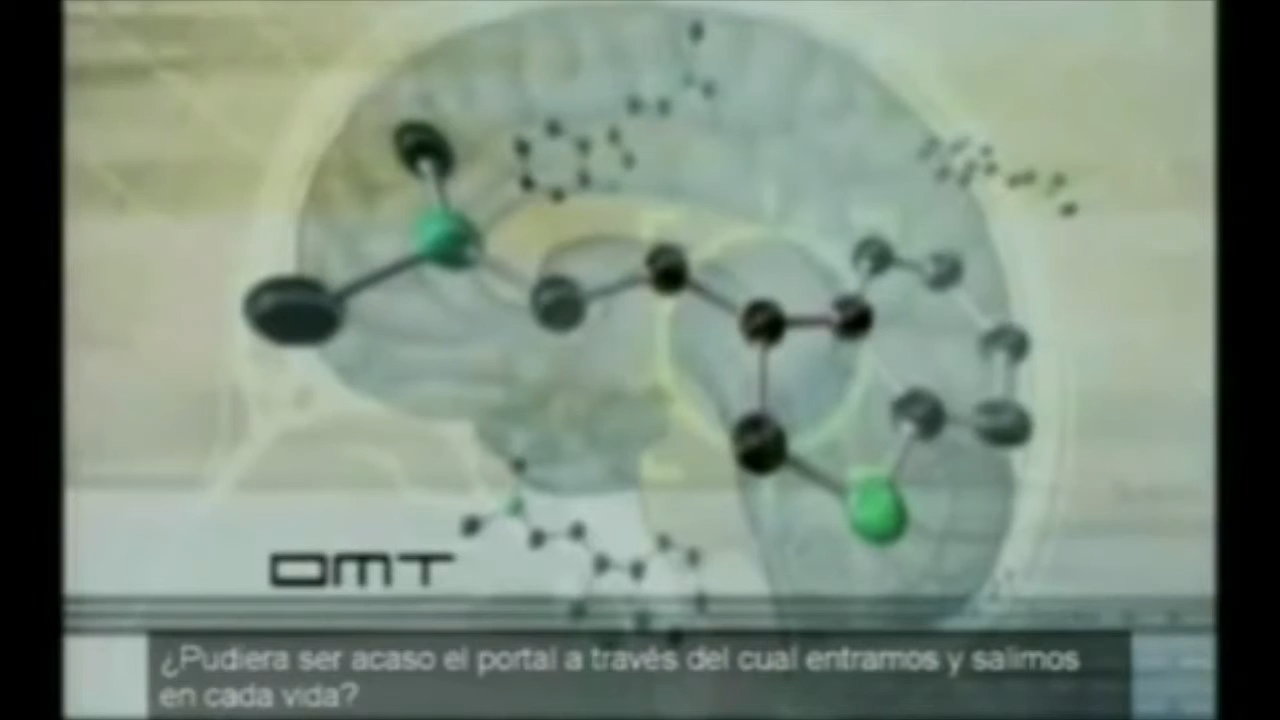 DMT
¿Pudiera ser acaso el portal a través del cual entramos y salimos
en cada vida?